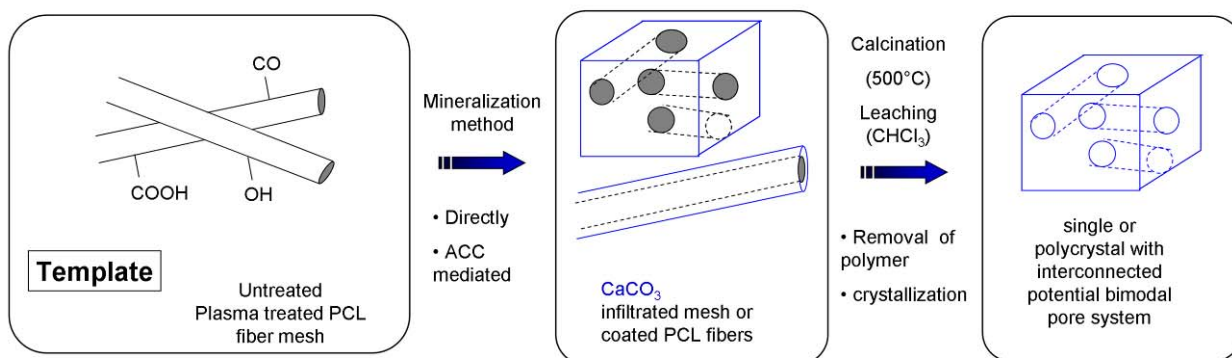 CO
COOH
OH
Template
Untreated
Plasma treated PCL
fiber mesh
Mineralization
method
• Directly
• ACC
mediated
CaCO3
infiltrated mesh or
coated PCL fibers
Calcination
(500°C)
Leaching
(CHCl3)
• Removal of
polymer
• crystallization
single or
polycrystal with
interconnected
potential bimodal
pore system